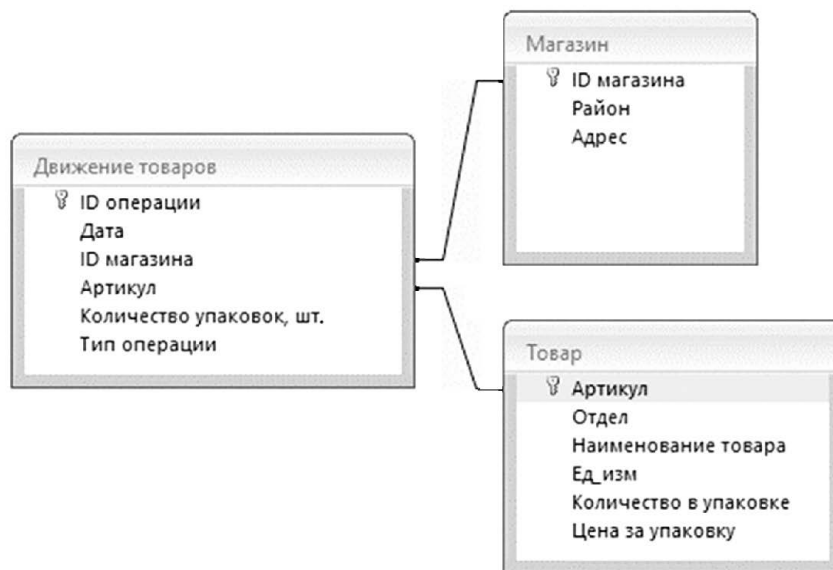 Магазин
ID магазина
Район
Адрес
Движение товаров
ID операции
Дата
ID магазина
Артикул
Количество упаковок, шт.
Тип операции
Товар
Артикул
Отдел
Наименование товара
Ед_изм
Количество в упаковке
Цена за упаковку